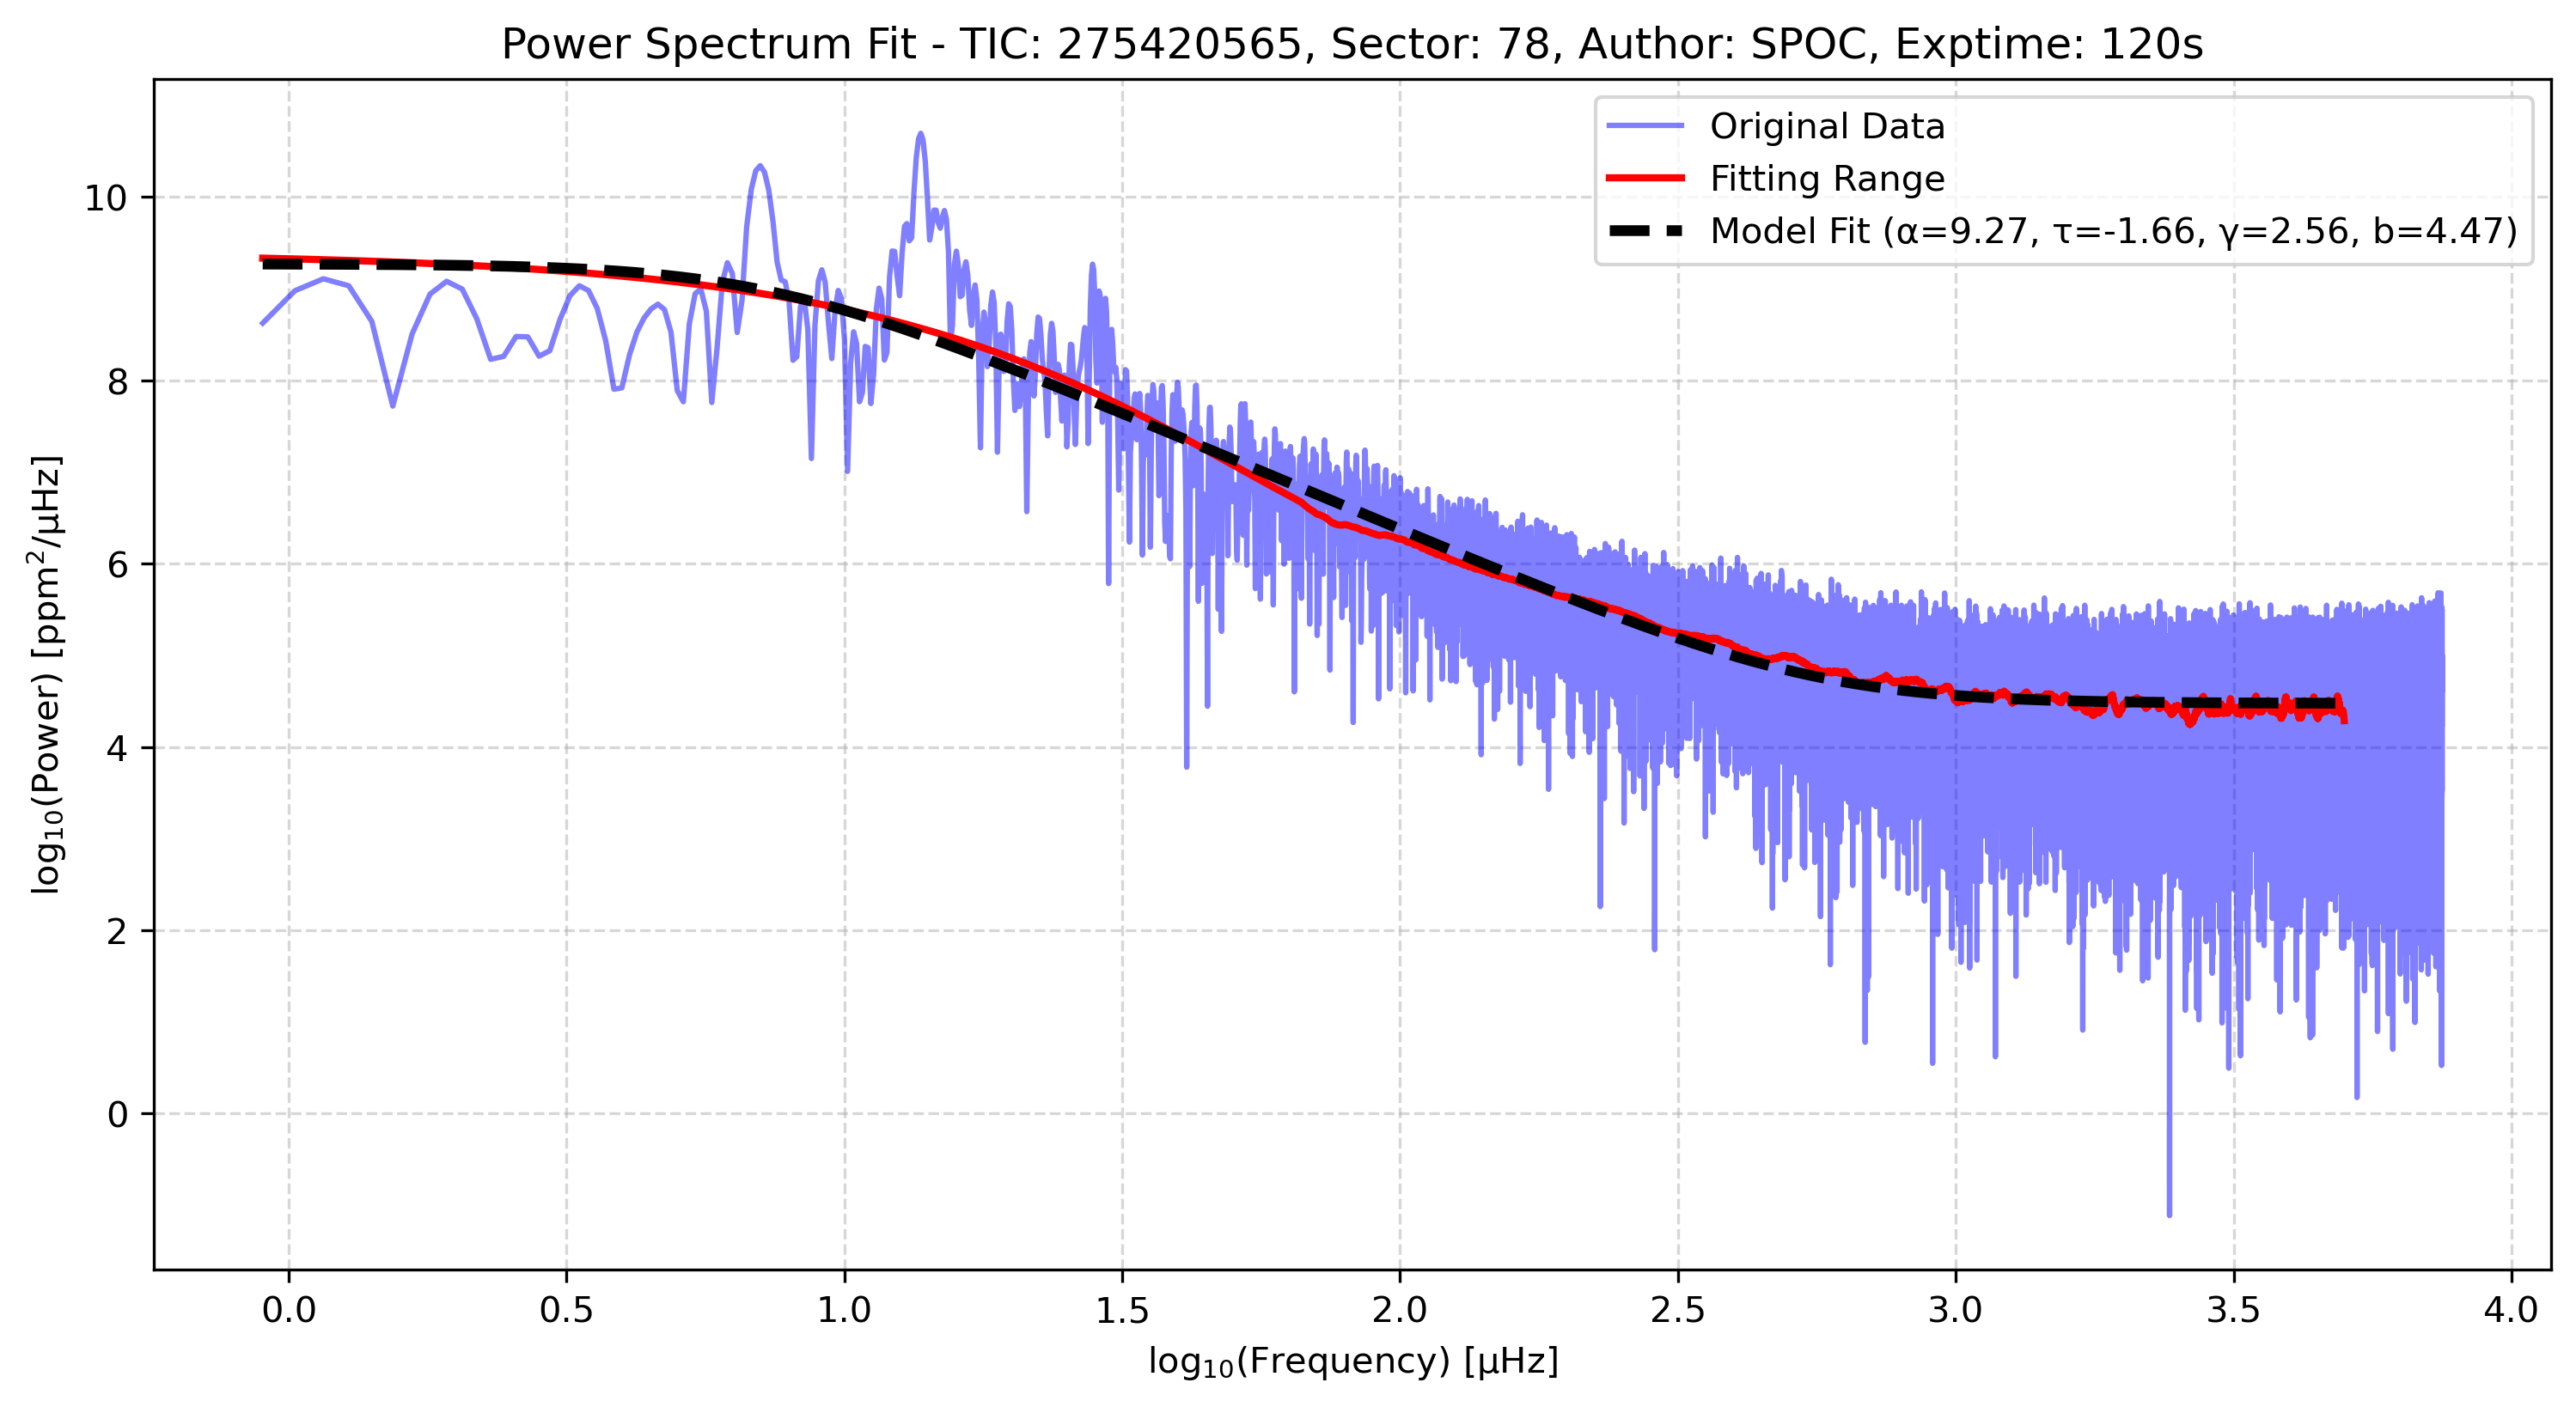 Power Spectrum Fit - TIC: 275420565, Sector: 78, Author: SPOC, Exptime: 120s
Original Data
Fitting Range
Model Fit (α=9.27, τ=-1.66, γ=2.56, b=4.47)
log₁₀(Power) [ppm²/μHz]
10
8
6
4
2
0
0.0 0.5 1.0 1.5 2.0 2.5 3.0 3.5 4.0
log₁₀(Frequency) [μHz]